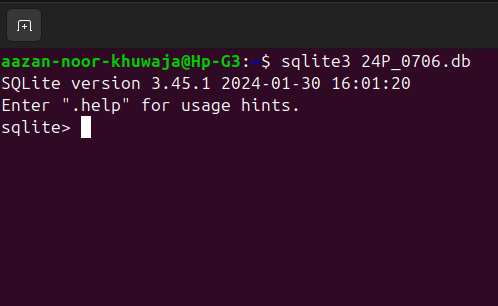 aazan-noor-khuwaja@Hp-G3:~$ sqlite3 24P_0706.db
SQLite version 3.45.1 2024-01-30 16:01:20
Enter ".help" for usage hints.
sqlite>